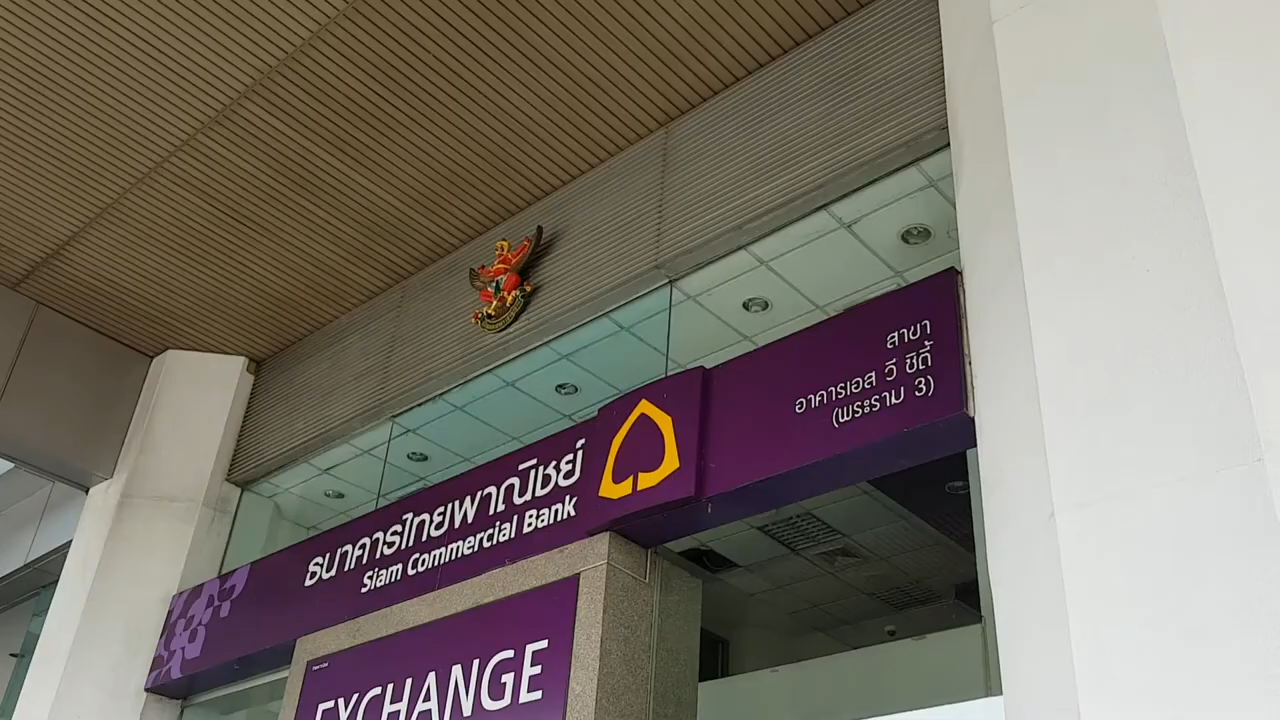 ธนาคารไทยพาณิชย์
Siam Commercial Bank
สาขา
อาคารเอส วี ซิตี้
(พระราม 3)
EXCHANGE